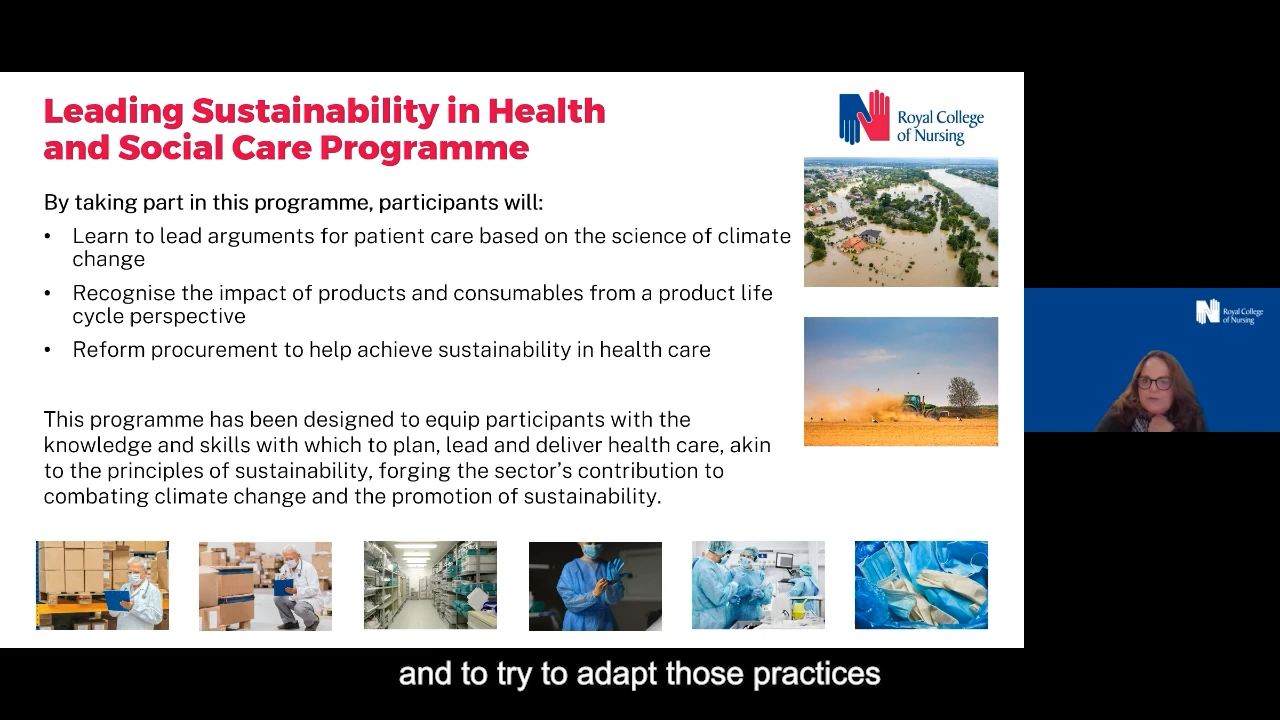 Leading Sustainability in Health
and Social Care Programme
Royal College
of Nursing
By taking part in this programme, participants will:
• Learn to lead arguments for patient care based on the science of climate
change
• Recognise the impact of products and consumables from a product life
cycle perspective
• Reform procurement to help achieve sustainability in health care
This programme has been designed to equip participants with the
knowledge and skills with which to plan, lead and deliver health care, akin
to the principles of sustainability, forging the sector’s contribution to
combating climate change and the promotion of sustainability.
Royal College
of Nursing
and to try to adapt those practices